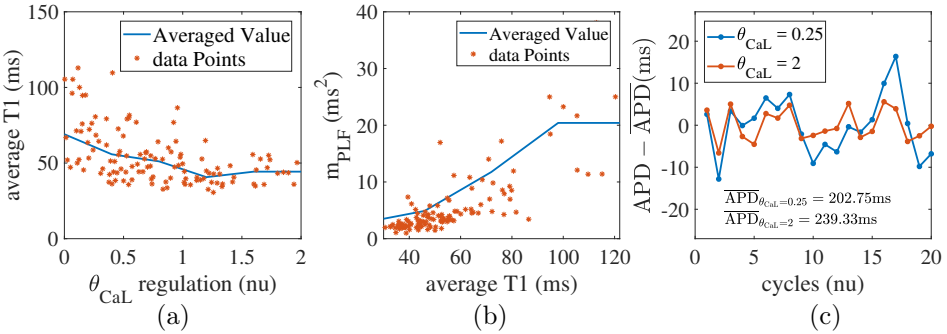 average T1 (ms)
150
100
50
0
0
0.5
1
1.5
2
θCaL regulation (nu)
Averaged Value
data Points
(a)
mPLF (ms²)
40
30
20
10
0
40
60
80
100
120
average T1 (ms)
Averaged Value
data Points
(b)
APD − APD(ms)
20
10
0
-10
-20
0
5
10
15
20
cycles (nu)
θCaL = 0.25
θCaL = 2
APDθCaL=0.25 = 202.75ms
APDθCaL=2 = 239.33ms
(c)